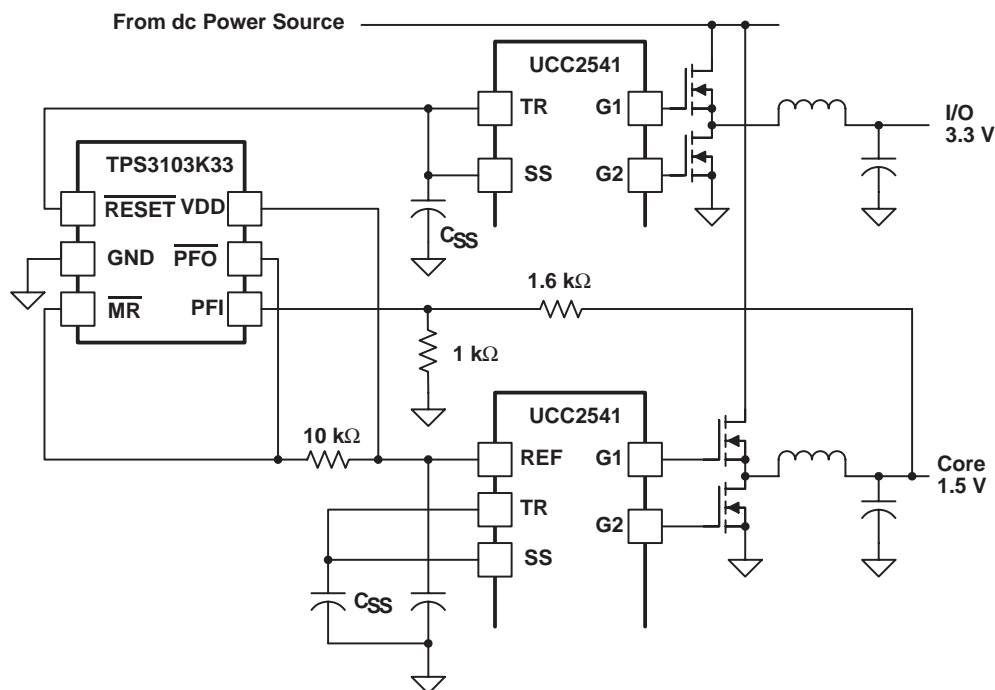 From dc Power Source
UCC2541
TR
G1
SS
G2
I/O
3.3 V
CSS
TPS3103K33
RESET
VDD
GND
PFO
MR
PFI
1.6 kΩ
1 kΩ
10 kΩ
UCC2541
REF
G1
TR
G2
SS
Core
1.5 V
CSS